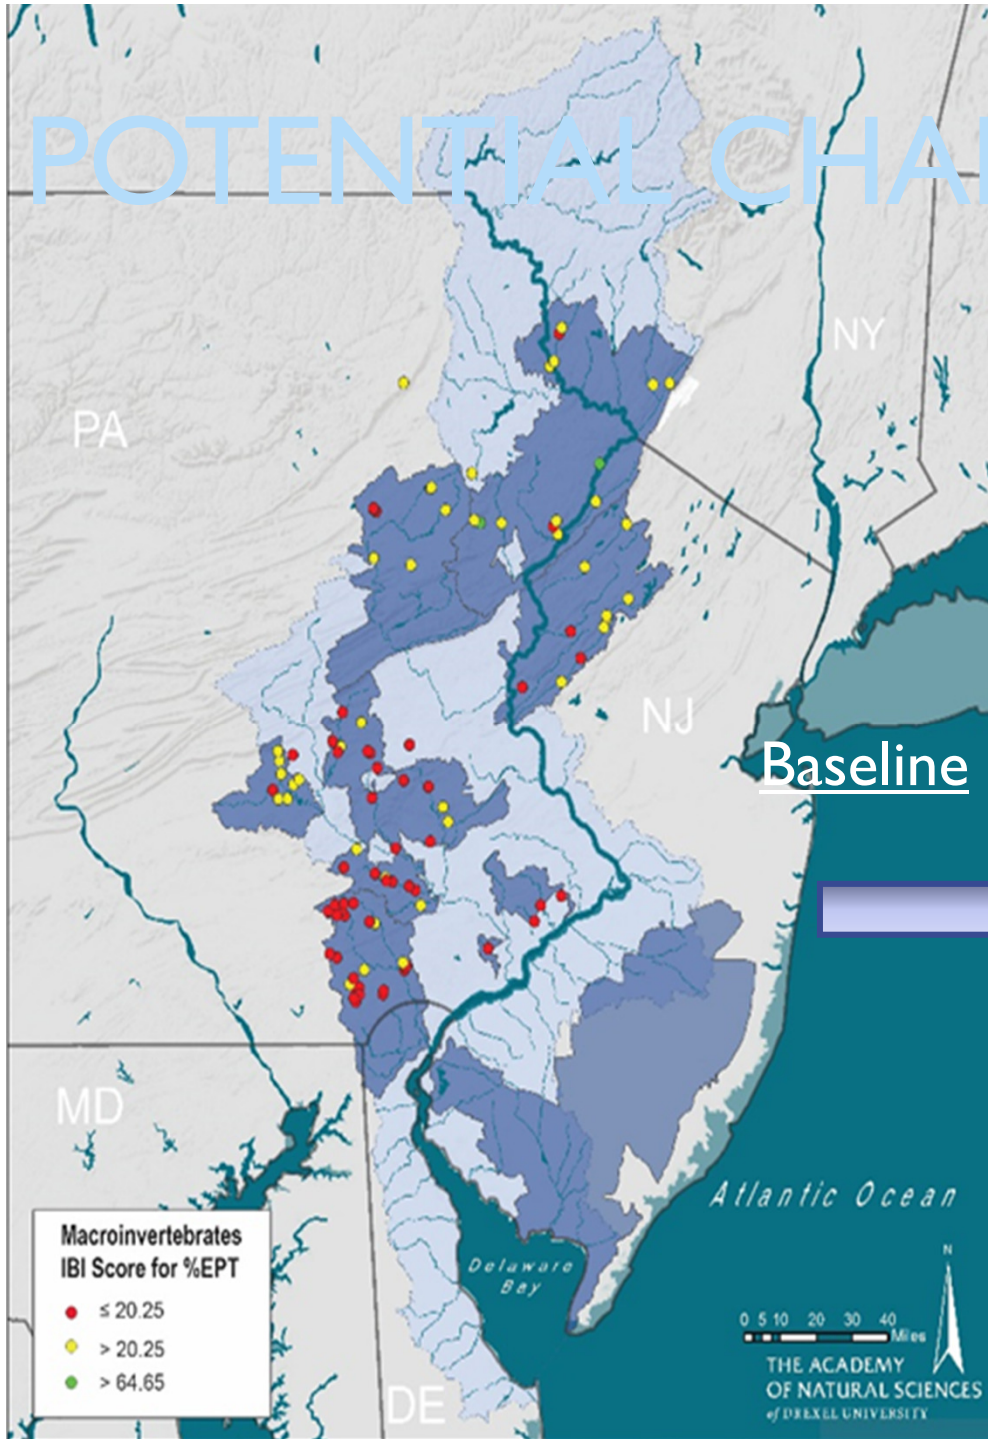 POTENTIAL CHA
NY
PA
NJ
Baseline
MD
Atlantic Ocean
Delaware
Bay
Macroinvertebrates
IBI Score for %EPT
≤ 20.25
> 20.25
> 64.65
DE
N
0 5 10 20 30 40
Miles
THE ACADEMY
OF NATURAL SCIENCES
of DREXEL UNIVERSITY